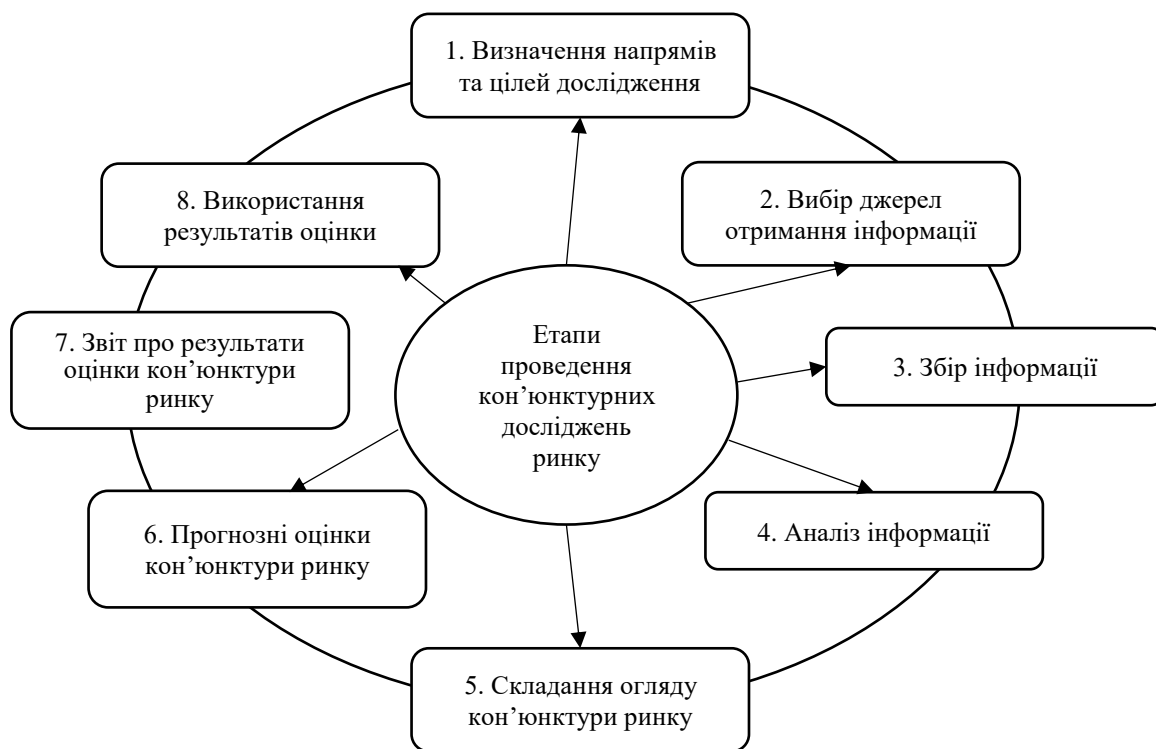 1. Визначення напрямів
та цілей дослідження
2. Вибір джерел
отримання інформації
3. Збір інформації
4. Аналіз інформації
5. Складання огляду
кон’юнктури ринку
6. Прогнозні оцінки
кон’юнктури ринку
7. Звіт про результати
оцінки кон’юнктури
ринку
8. Використання
результатів оцінки
Етапи
проведення
кон’юнктурних
досліджень
ринку